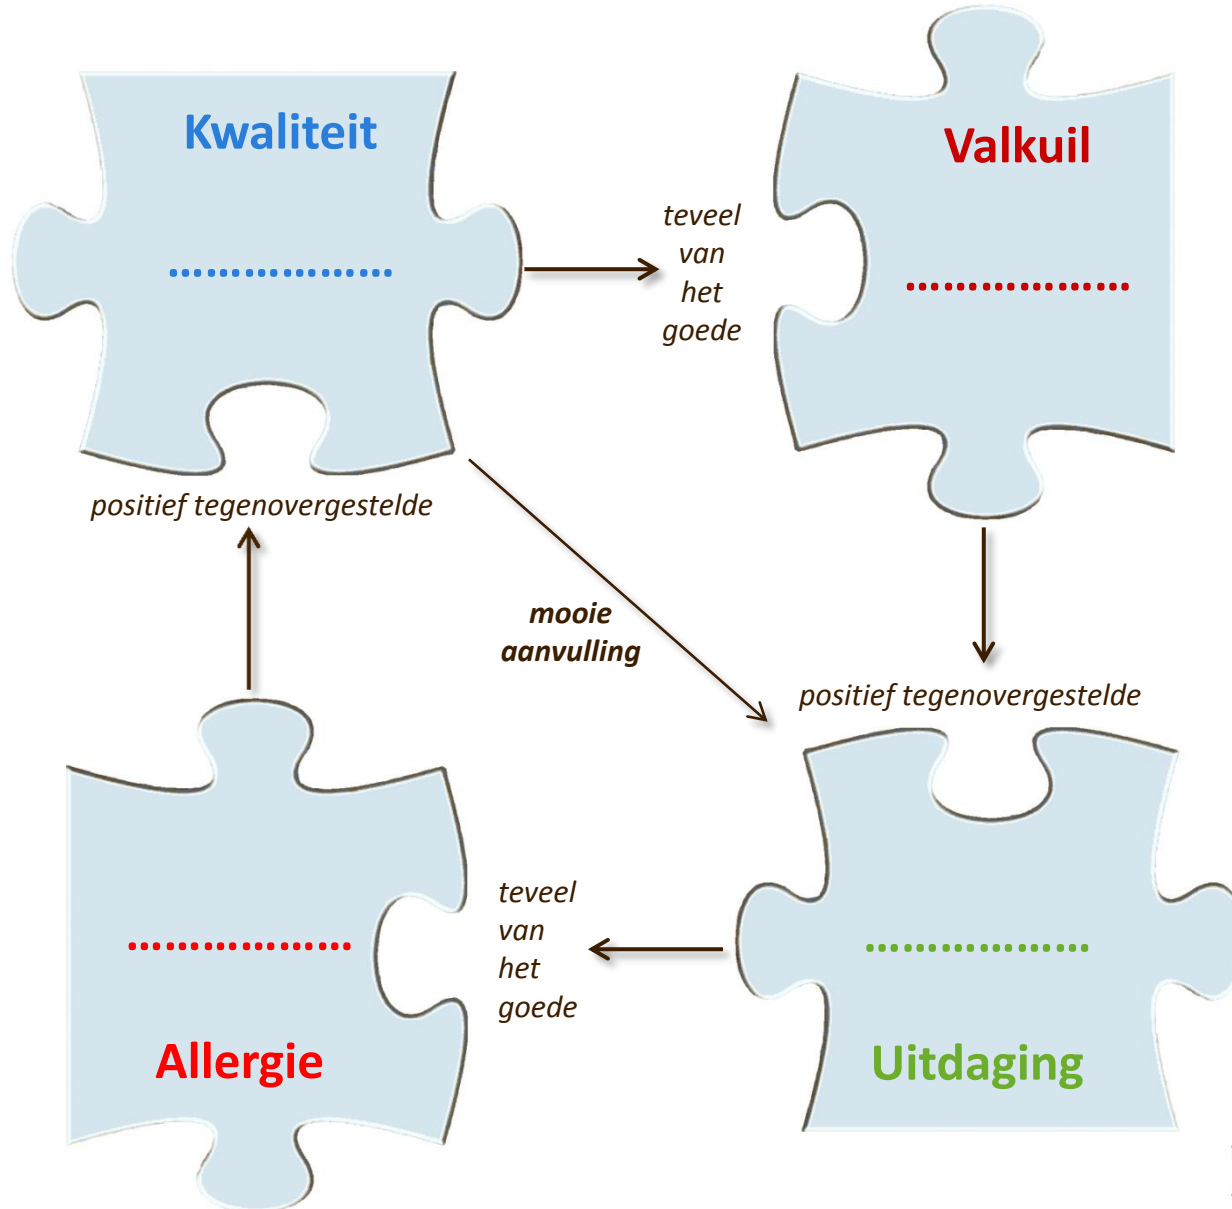 Kwaliteit
..................
teveel
van
het
goede
Valkuil
..................
positief tegenovergestelde
mooie
aanvulling
positief tegenovergestelde
..................
Allergie
teveel
van
het
goede
..................
Uitdaging